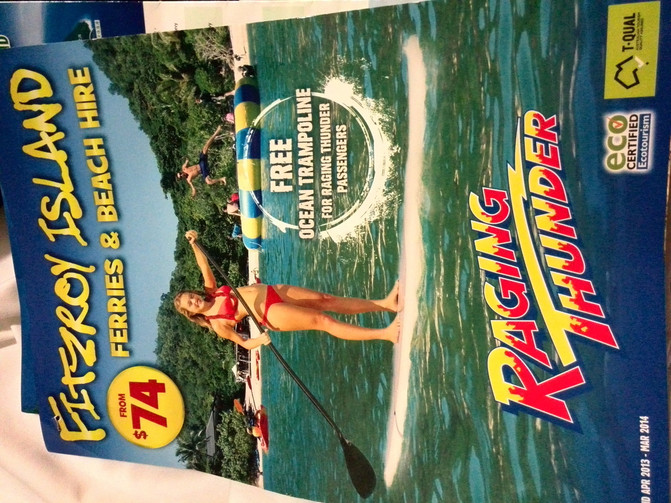 FITZROY ISLAND
FERRIES & BEACH HIRE
FROM
$74
FREE
OCEAN TRAMPOLINE
FOR RAGING THUNDER
PASSENGERS
RAGING
THUNDER
T-QUAL
eco
CERTIFIED
Ecotourism
APR 2013 - MAR 2014